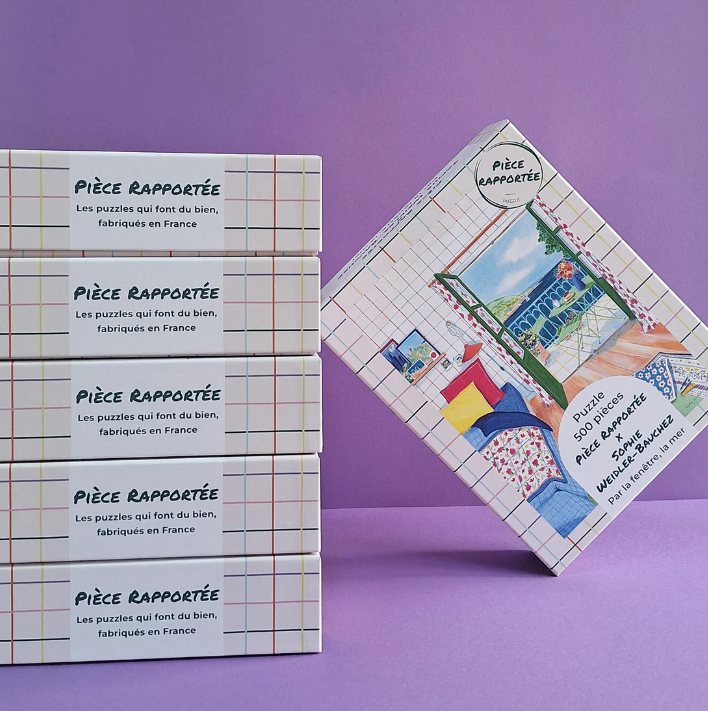 PIÈCE RAPPORTÉE
Les puzzles qui font du bien,
fabriqués en France
PIÈCE RAPPORTÉE
Les puzzles qui font du bien,
fabriqués en France
PIÈCE RAPPORTÉE
Les puzzles qui font du bien,
fabriqués en France
PIÈCE RAPPORTÉE
Les puzzles qui font du bien,
fabriqués en France
PIÈCE RAPPORTÉE
Les puzzles qui font du bien,
fabriqués en France
PIÈCE
RAPPORTÉE
PUZZLE
Puzzle
500 pièces
PIÈCE RAPPORTÉE
x
SOPHIE
WEIDLER-BAUCHEZ
Par la fenêtre, la mer